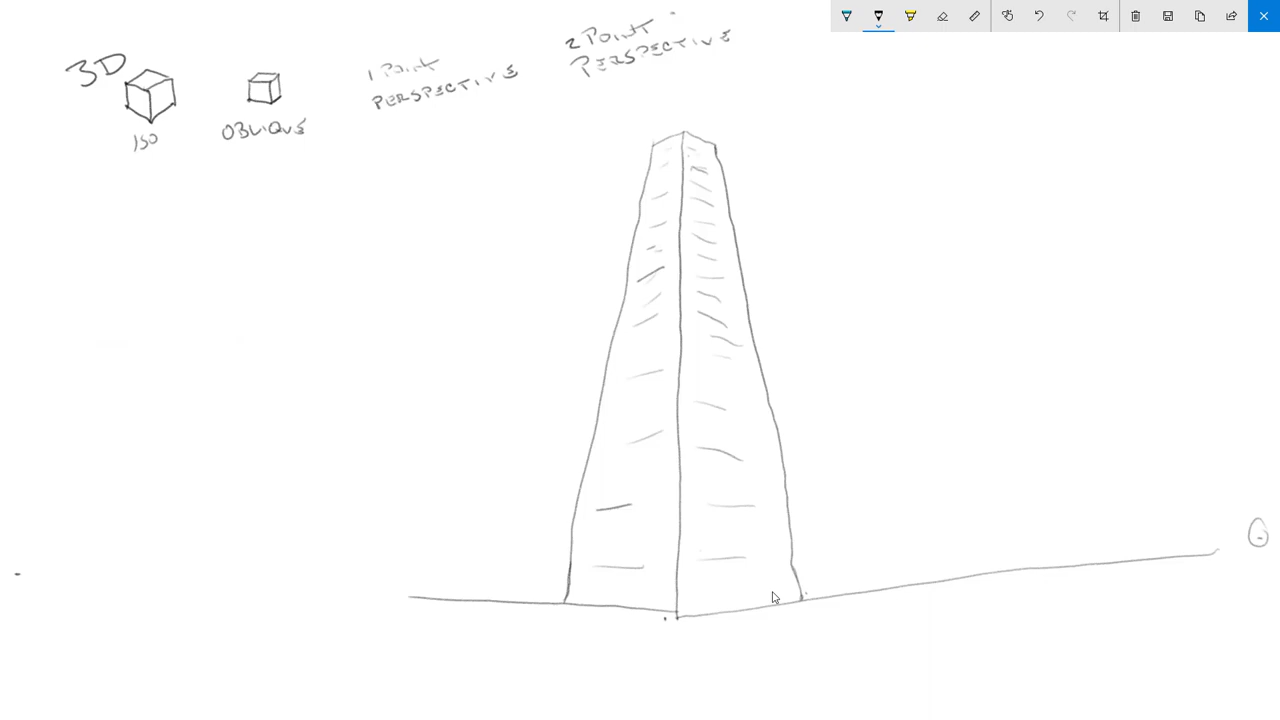 3D
ISO
OBLIQUE
1 POINT
PERSPECTIVE
2 POINT
PERSPECTIVE